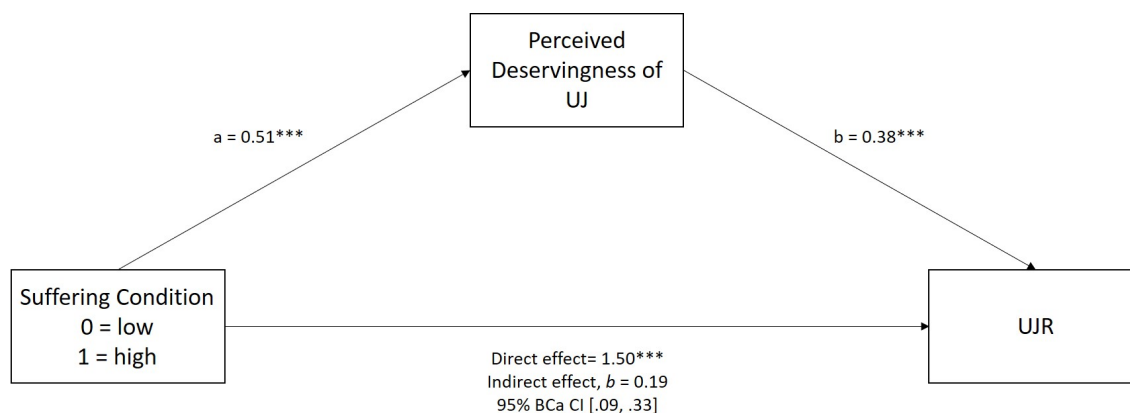 Perceived
Deservingness of
UJ
a = 0.51***
b = 0.38***
Suffering Condition
0 = low
1 = high
UJR
Direct effect= 1.50***
Indirect effect, b = 0.19
95% BCa CI [.09, .33]